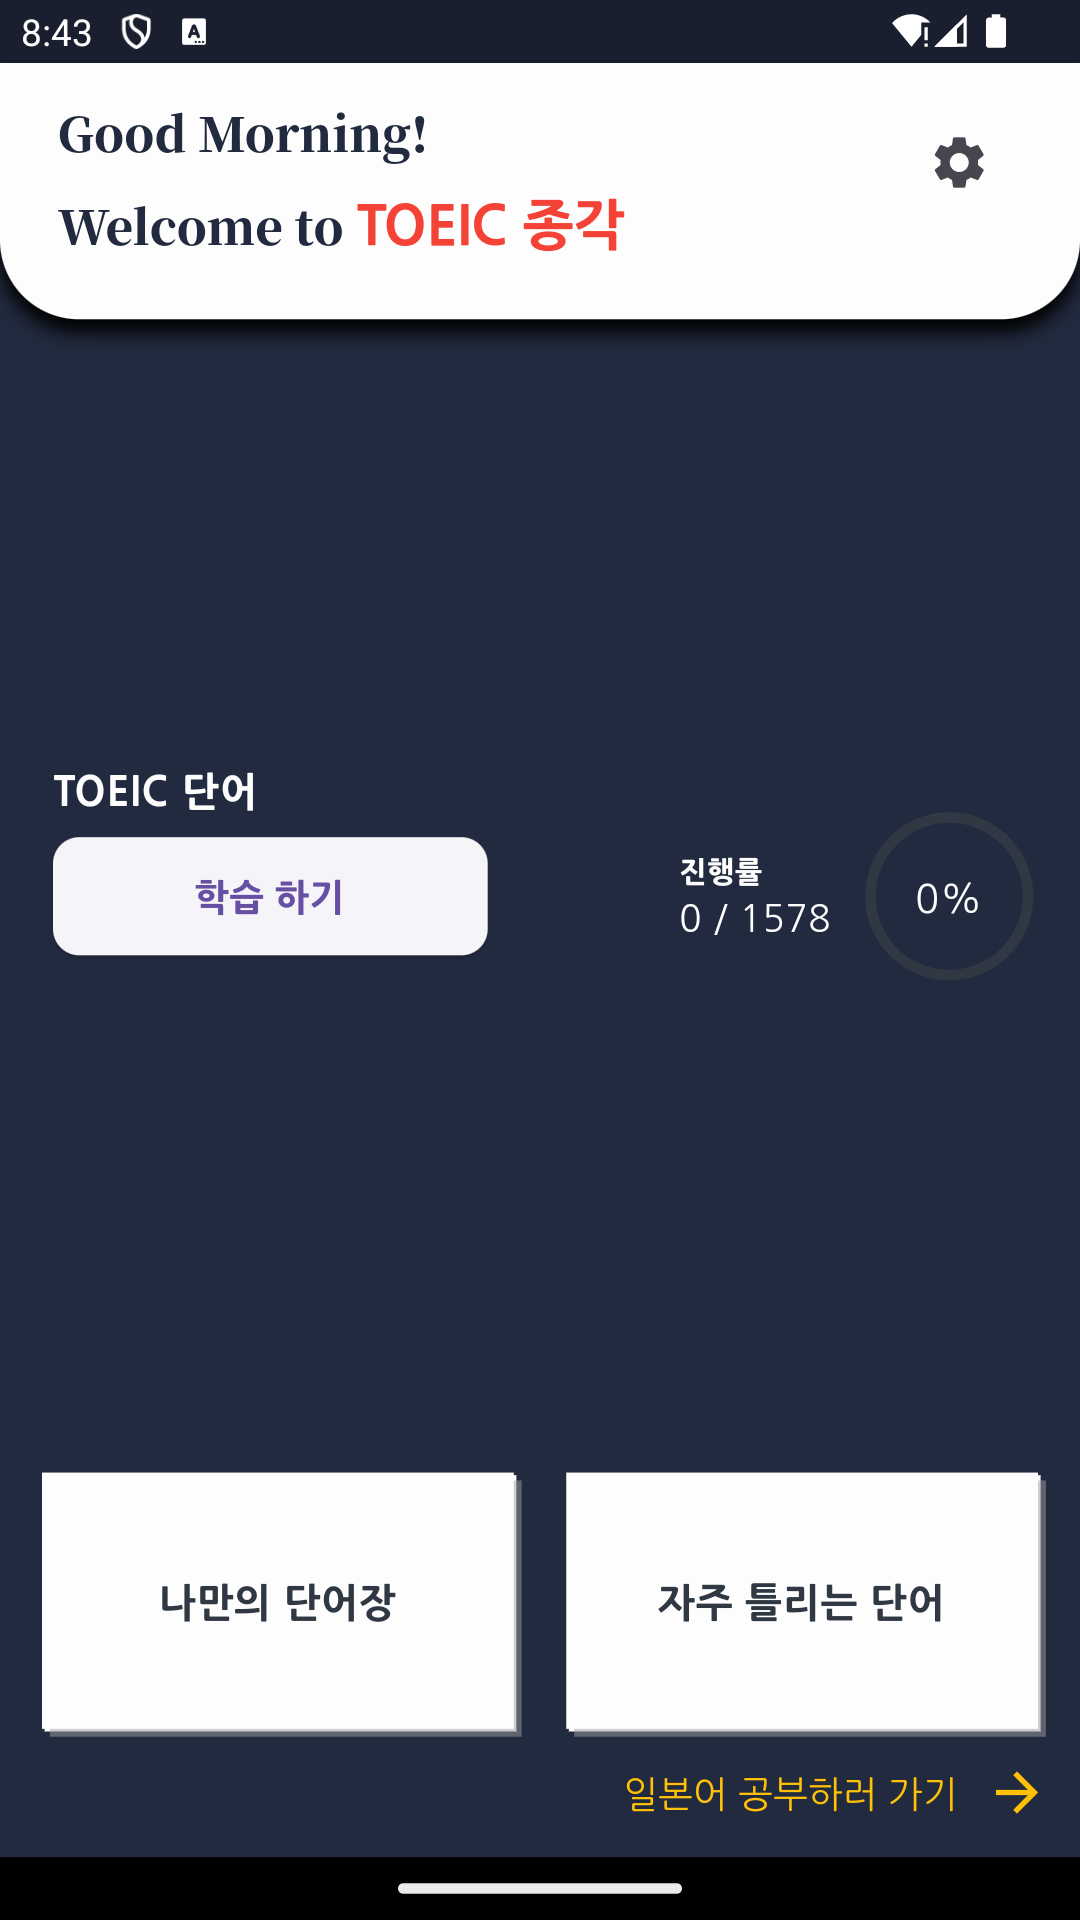 8:43
Good Morning!
Welcome to TOEIC 종각
TOEIC 단어
학습 하기
진행률
0 / 1578
0%
나만의 단어장
자주 틀리는 단어
일본어 공부하러 가기